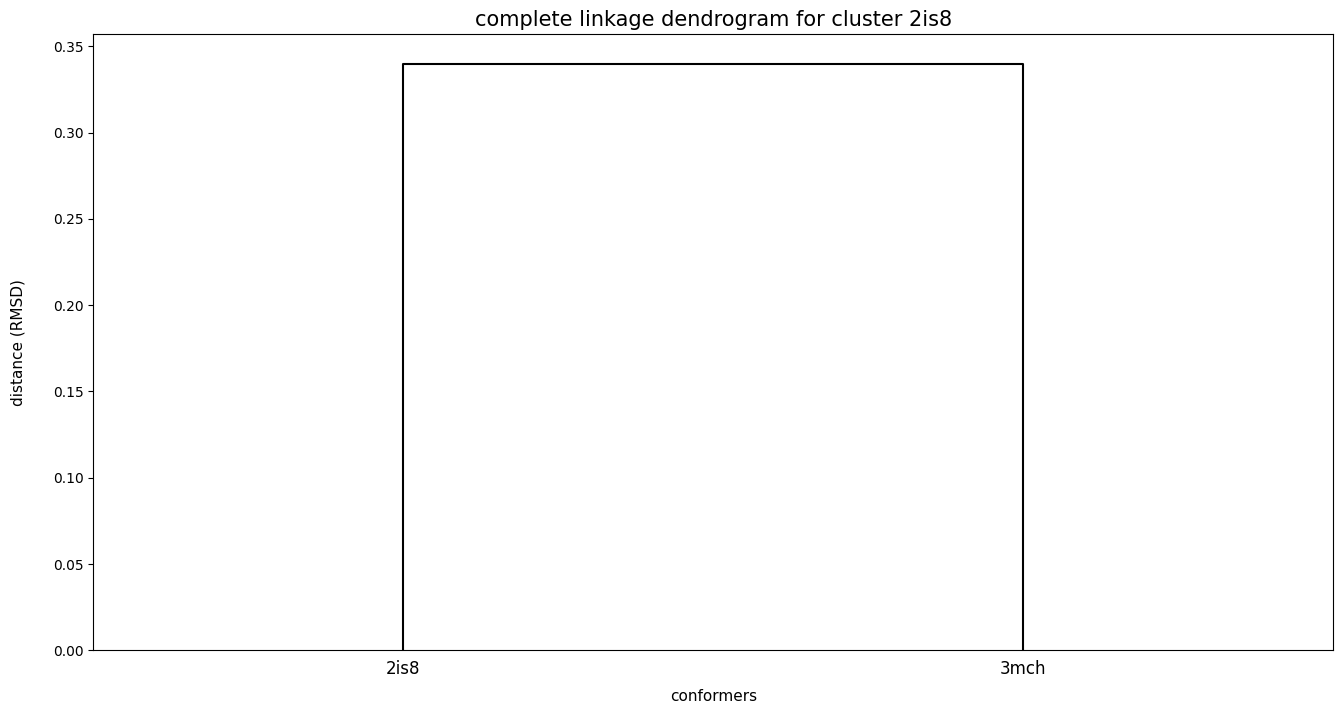 complete linkage dendrogram for cluster 2is8
0.35
0.30
0.25
0.20
0.15
0.10
0.05
0.00
distance (RMSD)
2is8 3mch
conformers